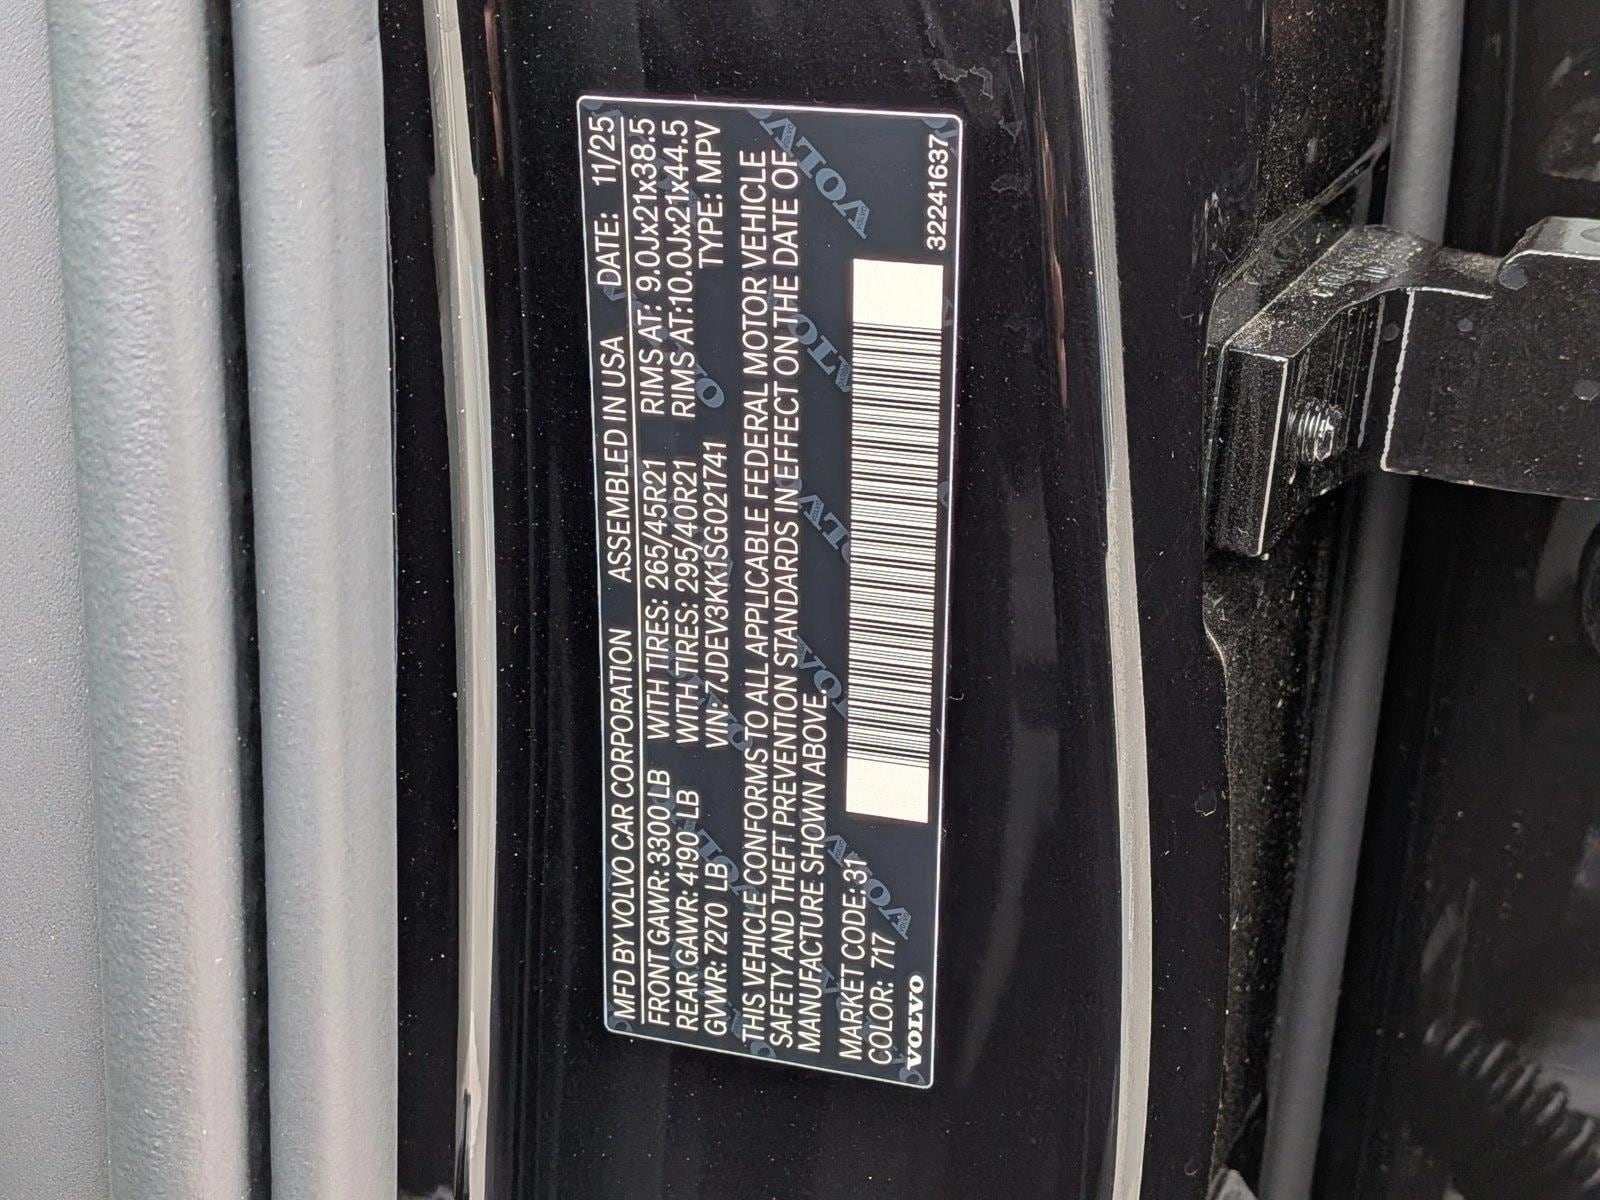 MFD BY VOLVO CAR CORPORATION ASSEMBLED IN USA DATE: 11/25
FRONT GAWR: 3300 LB WITH TIRES: 265/45R21 RIMS AT: 9.0Jx21x38.5
REAR GAWR: 4190 LB WITH TIRES: 295/40R21 RIMS AT:10.0Jx21x44.5
GVWR: 7270 LB VIN: 7JDEV3KK1SG021741 TYPE: MPV
THIS VEHICLE CONFORMS TO ALL APPLICABLE FEDERAL MOTOR VEHICLE
SAFETY AND THEFT PREVENTION STANDARDS IN EFFECT ON THE DATE OF
MANUFACTURE SHOWN ABOVE.
MARKET CODE: 31
COLOR: 717
VOLVO
32241637